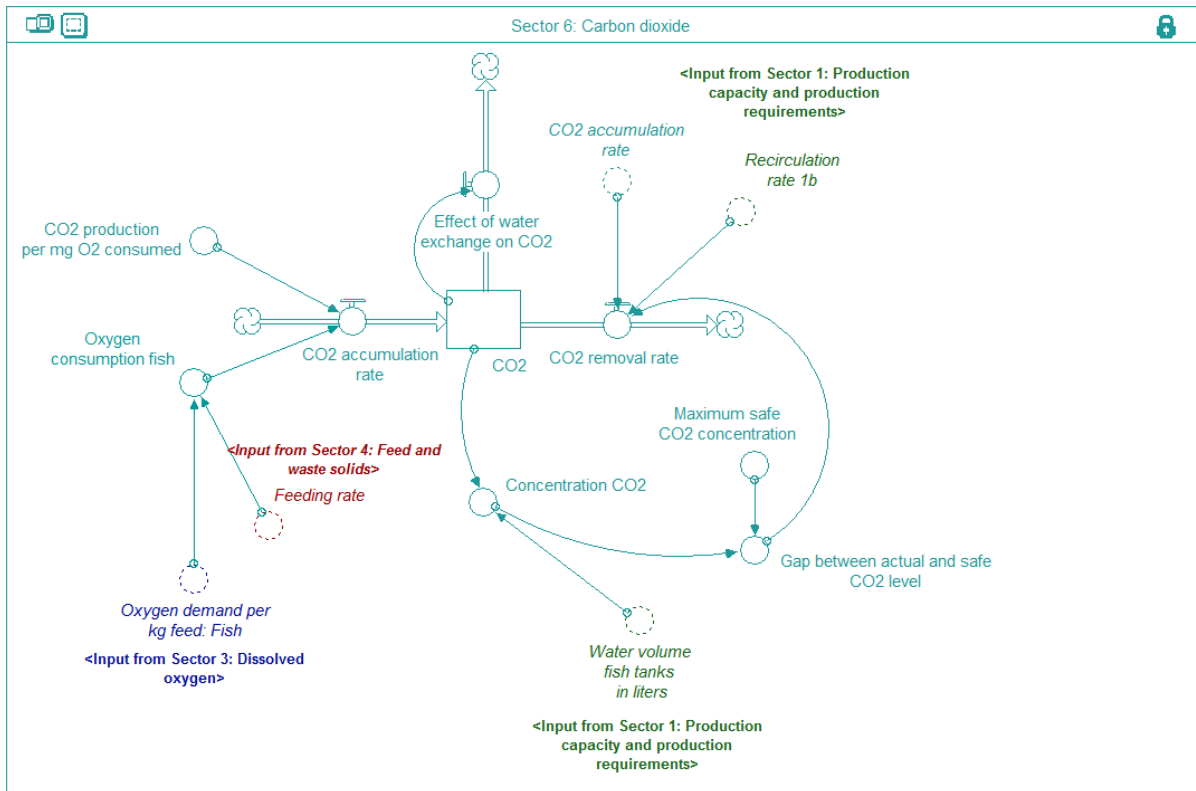 Sector 6: Carbon dioxide
<Input from Sector 1: Production
capacity and production
requirements>
CO2 accumulation
rate
Recirculation
rate 1b
CO2 production
per mg O2 consumed
Effect of water
exchange on CO2
Oxygen
consumption fish
CO2 accumulation
rate
CO2
CO2 removal rate
Maximum safe
CO2 concentration
<Input from Sector 4: Feed and
waste solids>
Feeding rate
Concentration CO2
Gap between actual and safe
CO2 level
Oxygen demand per
kg feed: Fish
<Input from Sector 3: Dissolved
oxygen>
Water volume
fish tanks
in liters
<Input from Sector 1: Production
capacity and production
requirements>